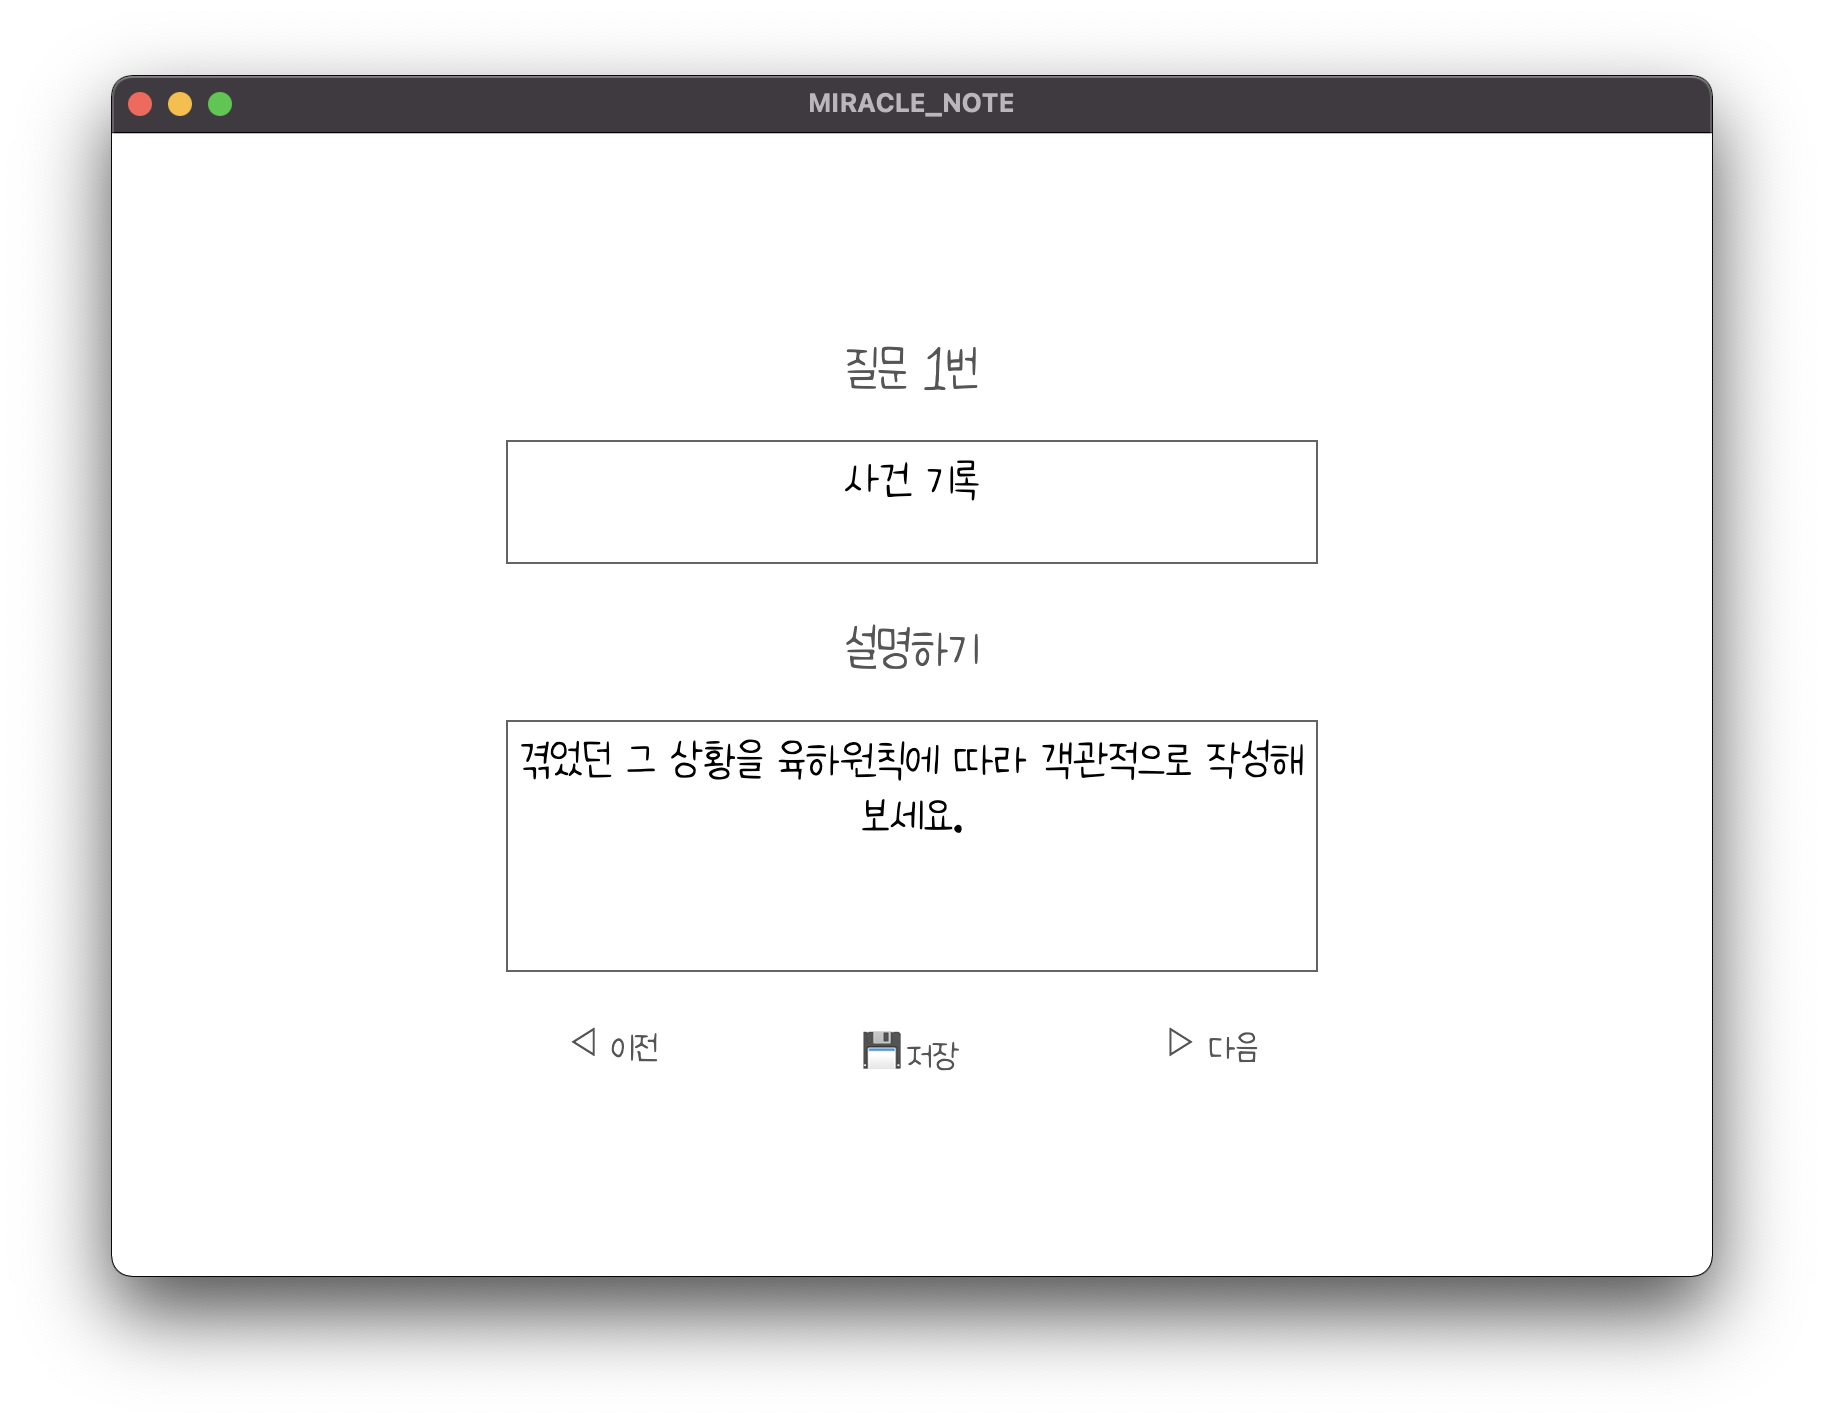 MIRACLE_NOTE
질문 1번
사건 기록
설명하기
겪었던 그 상황을 육하원칙에 따라 객관적으로 작성해
보세요.
◁ 이전
💾저장
▷ 다음